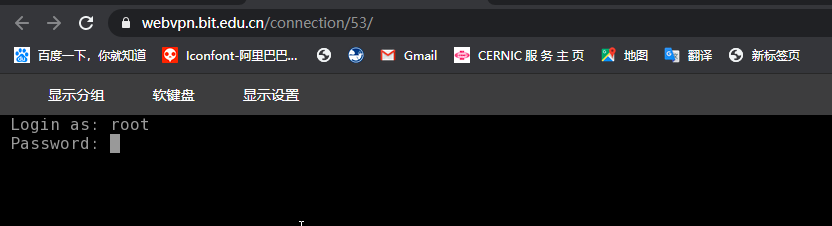 webvpn.bit.edu.cn/connection/53/
百度一下，你就知道 Iconfont-阿里巴巴... Gmail CERNIC 服 务 主 页 地图 翻译 新标签页
显示分组 软键盘 显示设置
Login as: root
Password: